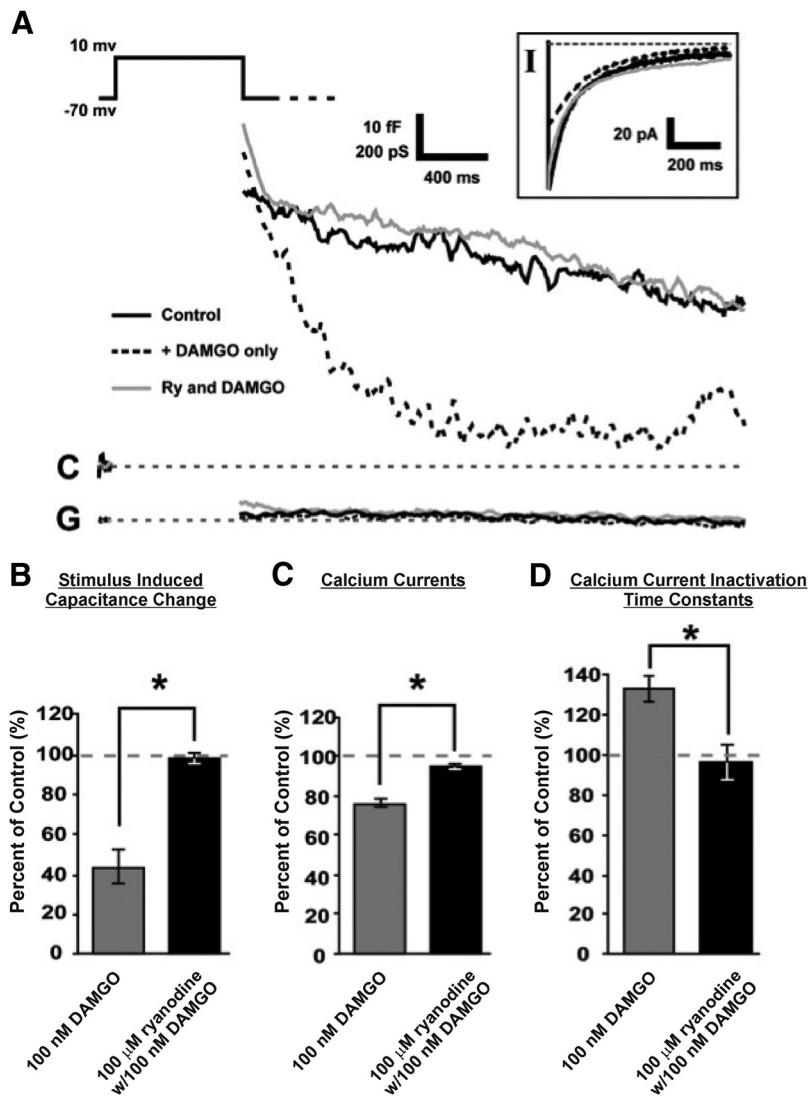 A
10 mv
-70 mv
10 fF
200 pS
400 ms
I
20 pA
200 ms
Control
+ DAMGO only
Ry and DAMGO
C
G
B
Stimulus Induced
Capacitance Change
Percent of Control (%)
120
100
80
60
40
20
0
*
100 nM DAMGO
100 μM ryanodine
w/100 nM DAMGO
C
Calcium Currents
Percent of Control (%)
120
100
80
60
40
20
0
*
100 nM DAMGO
100 μM ryanodine
w/100 nM DAMGO
D
Calcium Current Inactivation
Time Constants
Percent of Control (%)
140
120
100
80
60
40
20
0
*
100 nM DAMGO
100 μM ryanodine
w/100 nM DAMGO